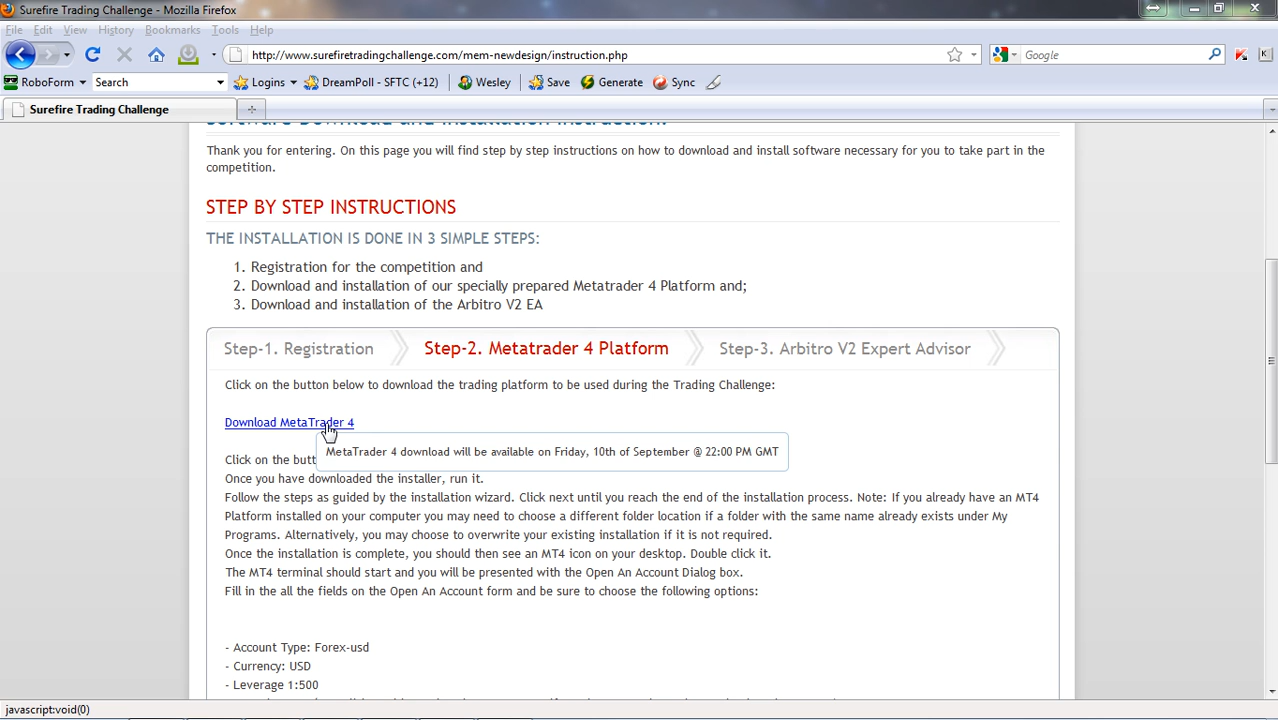 Surefire Trading Challenge - Mozilla Firefox
File Edit View History Bookmarks Tools Help
http://www.surefiretradingchallenge.com/mem-newdesign/instruction.php
Google
K
RoboForm Search Logins DreamPoll - SFTC (+12) Wesley Save Generate Sync
Surefire Trading Challenge
Software Download and Installation Instruction:
Thank you for entering. On this page you will find step by step instructions on how to download and install software necessary for you to take part in the
competition.
STEP BY STEP INSTRUCTIONS
THE INSTALLATION IS DONE IN 3 SIMPLE STEPS:
1. Registration for the competition and
2. Download and installation of our specially prepared Metatrader 4 Platform and;
3. Download and installation of the Arbitro V2 EA
Step-1. Registration Step-2. Metatrader 4 Platform Step-3. Arbitro V2 Expert Advisor
Click on the button below to download the trading platform to be used during the Trading Challenge:
Download MetaTrader 4
MetaTrader 4 download will be available on Friday, 10th of September @ 22:00 PM GMT
Click on the butt
Once you have downloaded the installer, run it.
Follow the steps as guided by the installation wizard. Click next until you reach the end of the installation process. Note: If you already have an MT4
Platform installed on your computer you may need to choose a different folder location if a folder with the same name already exists under My
Programs. Alternatively, you may choose to overwrite your existing installation if it is not required.
Once the installation is complete, you should then see an MT4 icon on your desktop. Double click it.
The MT4 terminal should start and you will be presented with the Open An Account Dialog box.
Fill in the all the fields on the Open An Account form and be sure to choose the following options:
- Account Type: Forex-usd
- Currency: USD
- Leverage 1:500
javascript:void(0)